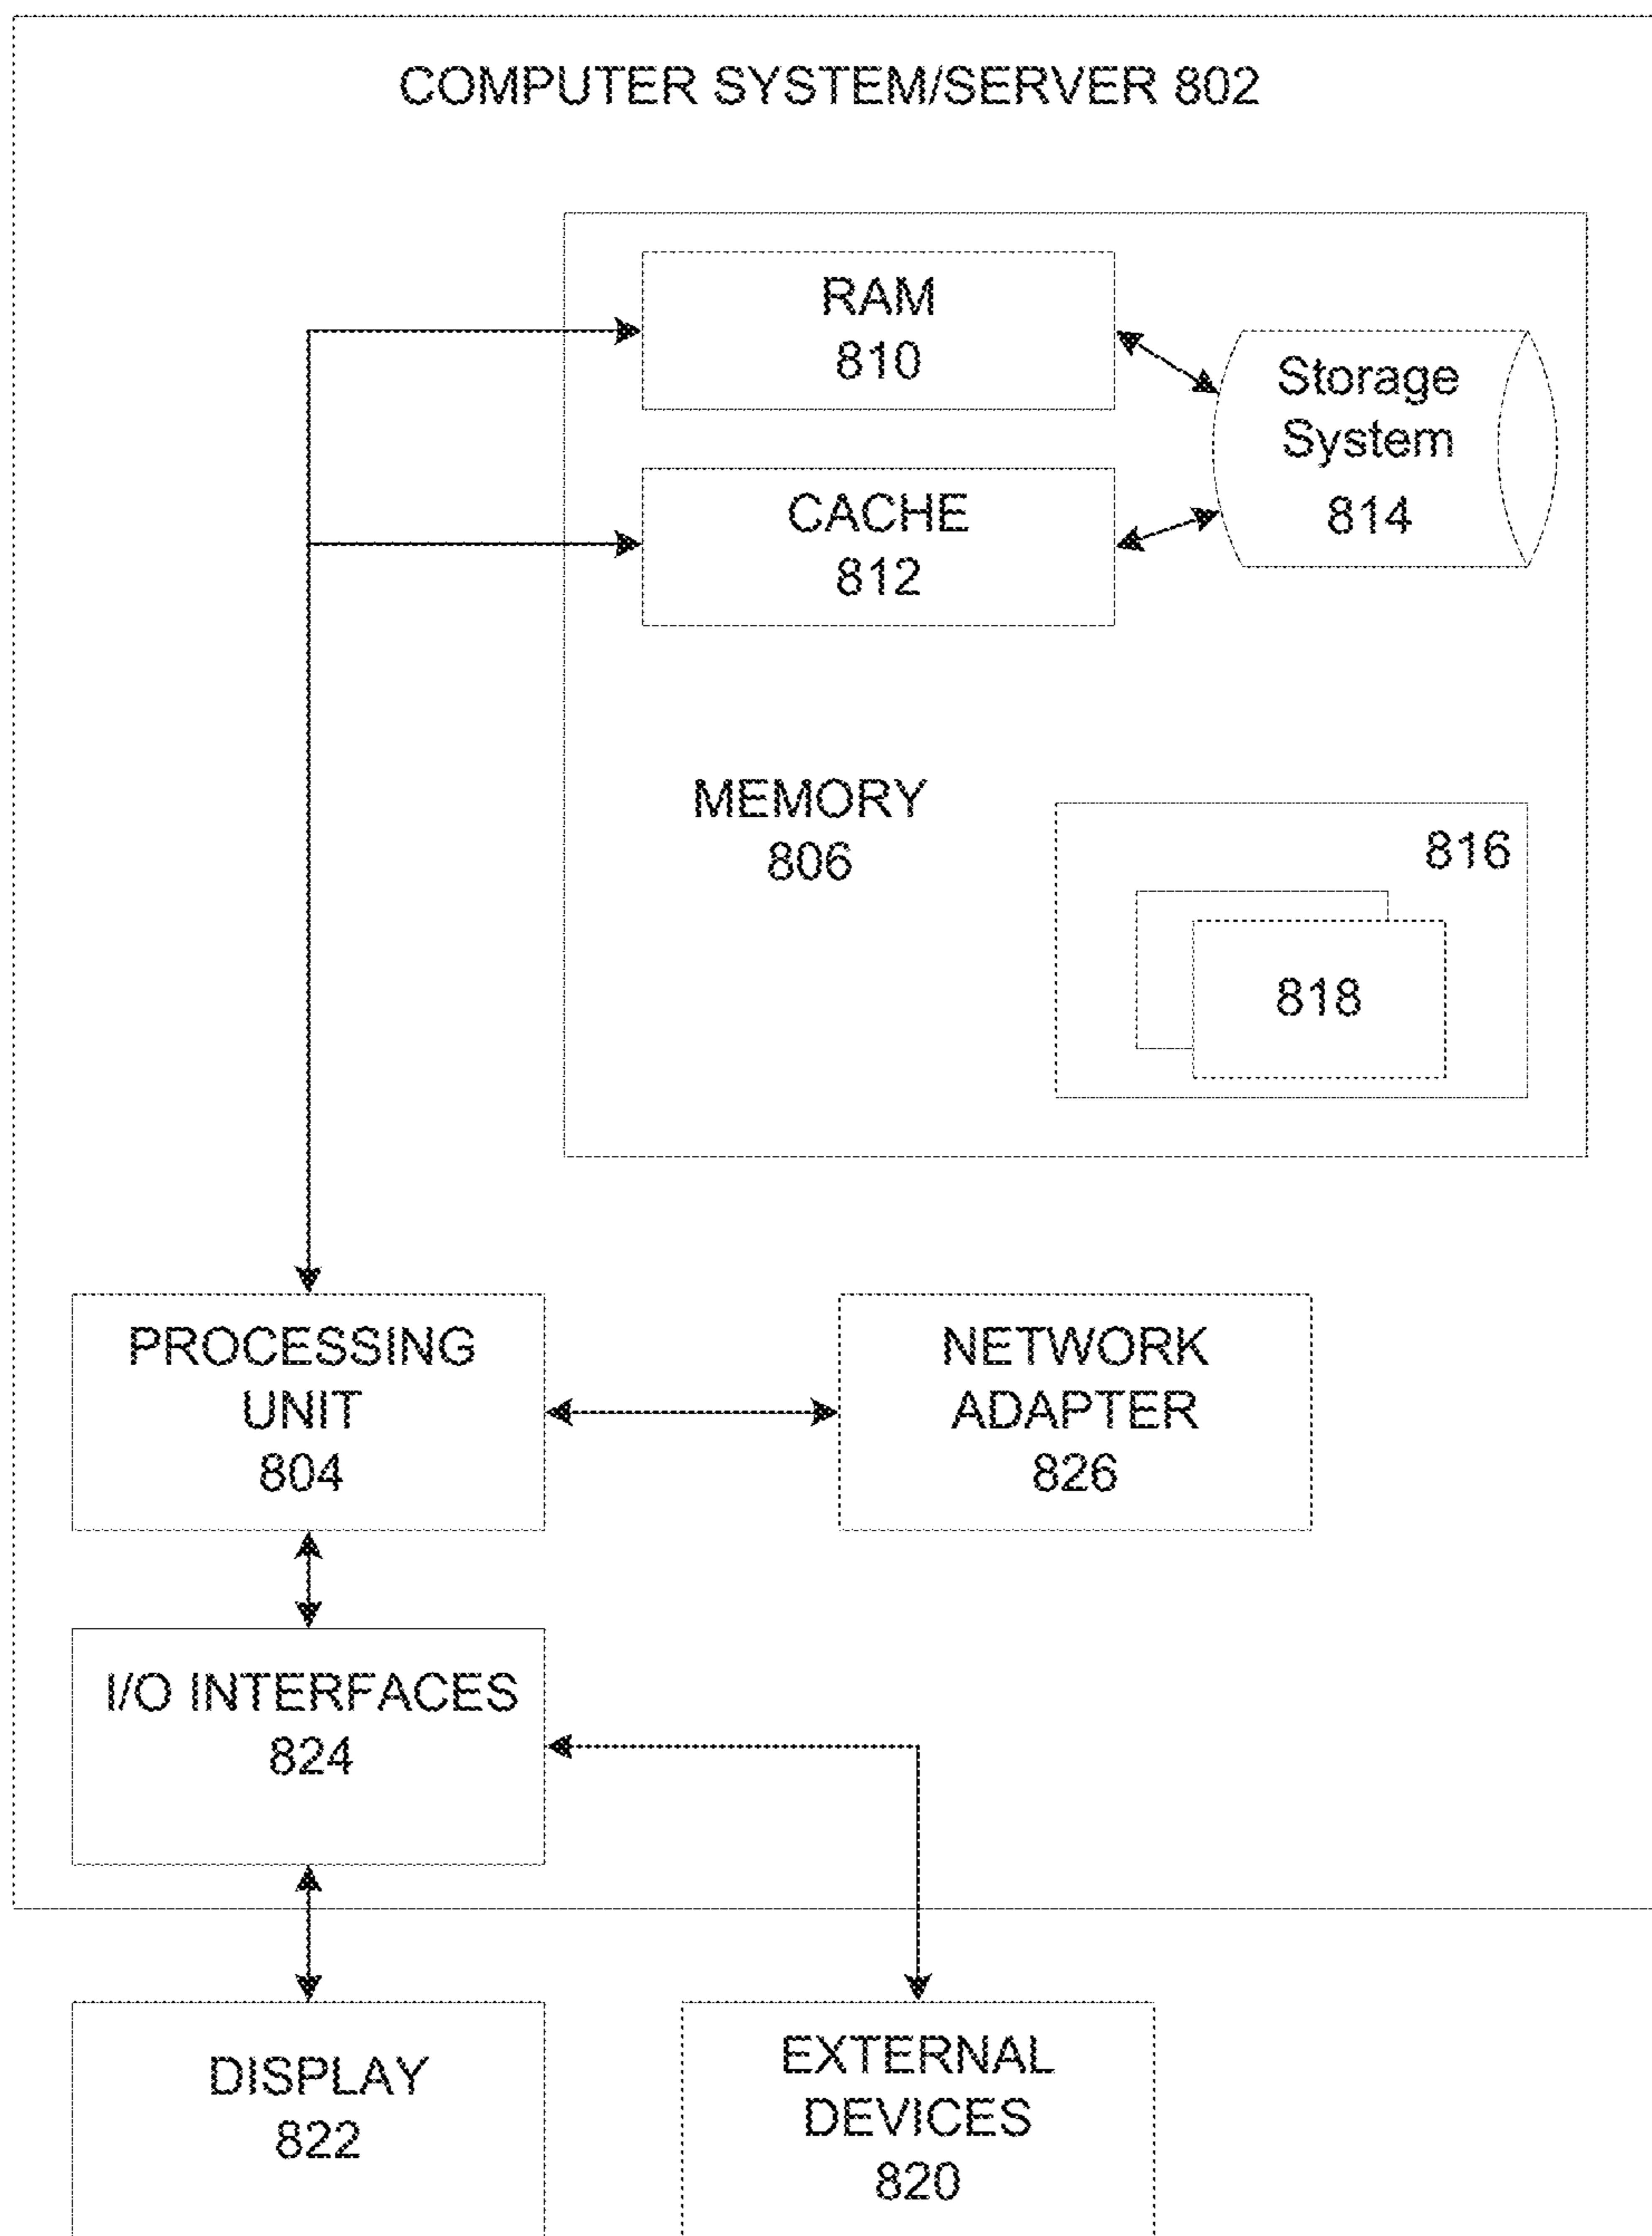 COMPUTER SYSTEM/SERVER 802
RAM
810
Storage
System
814
CACHE
812
MEMORY
806
816
818
PROCESSING
UNIT
804
NETWORK
ADAPTER
826
I/O INTERFACES
824
DISPLAY
822
EXTERNAL
DEVICES
820